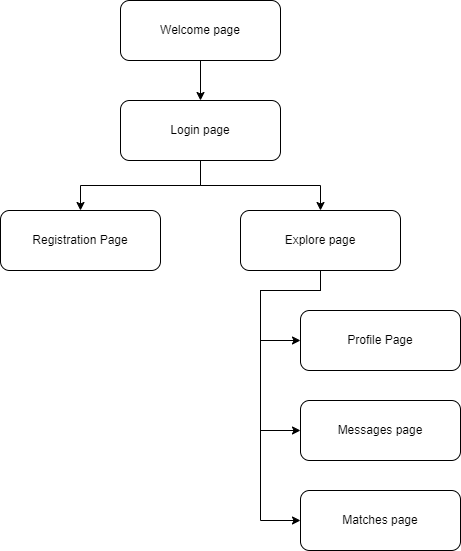 Welcome page
Login page
Registration Page
Explore page
Profile Page
Messages page
Matches page